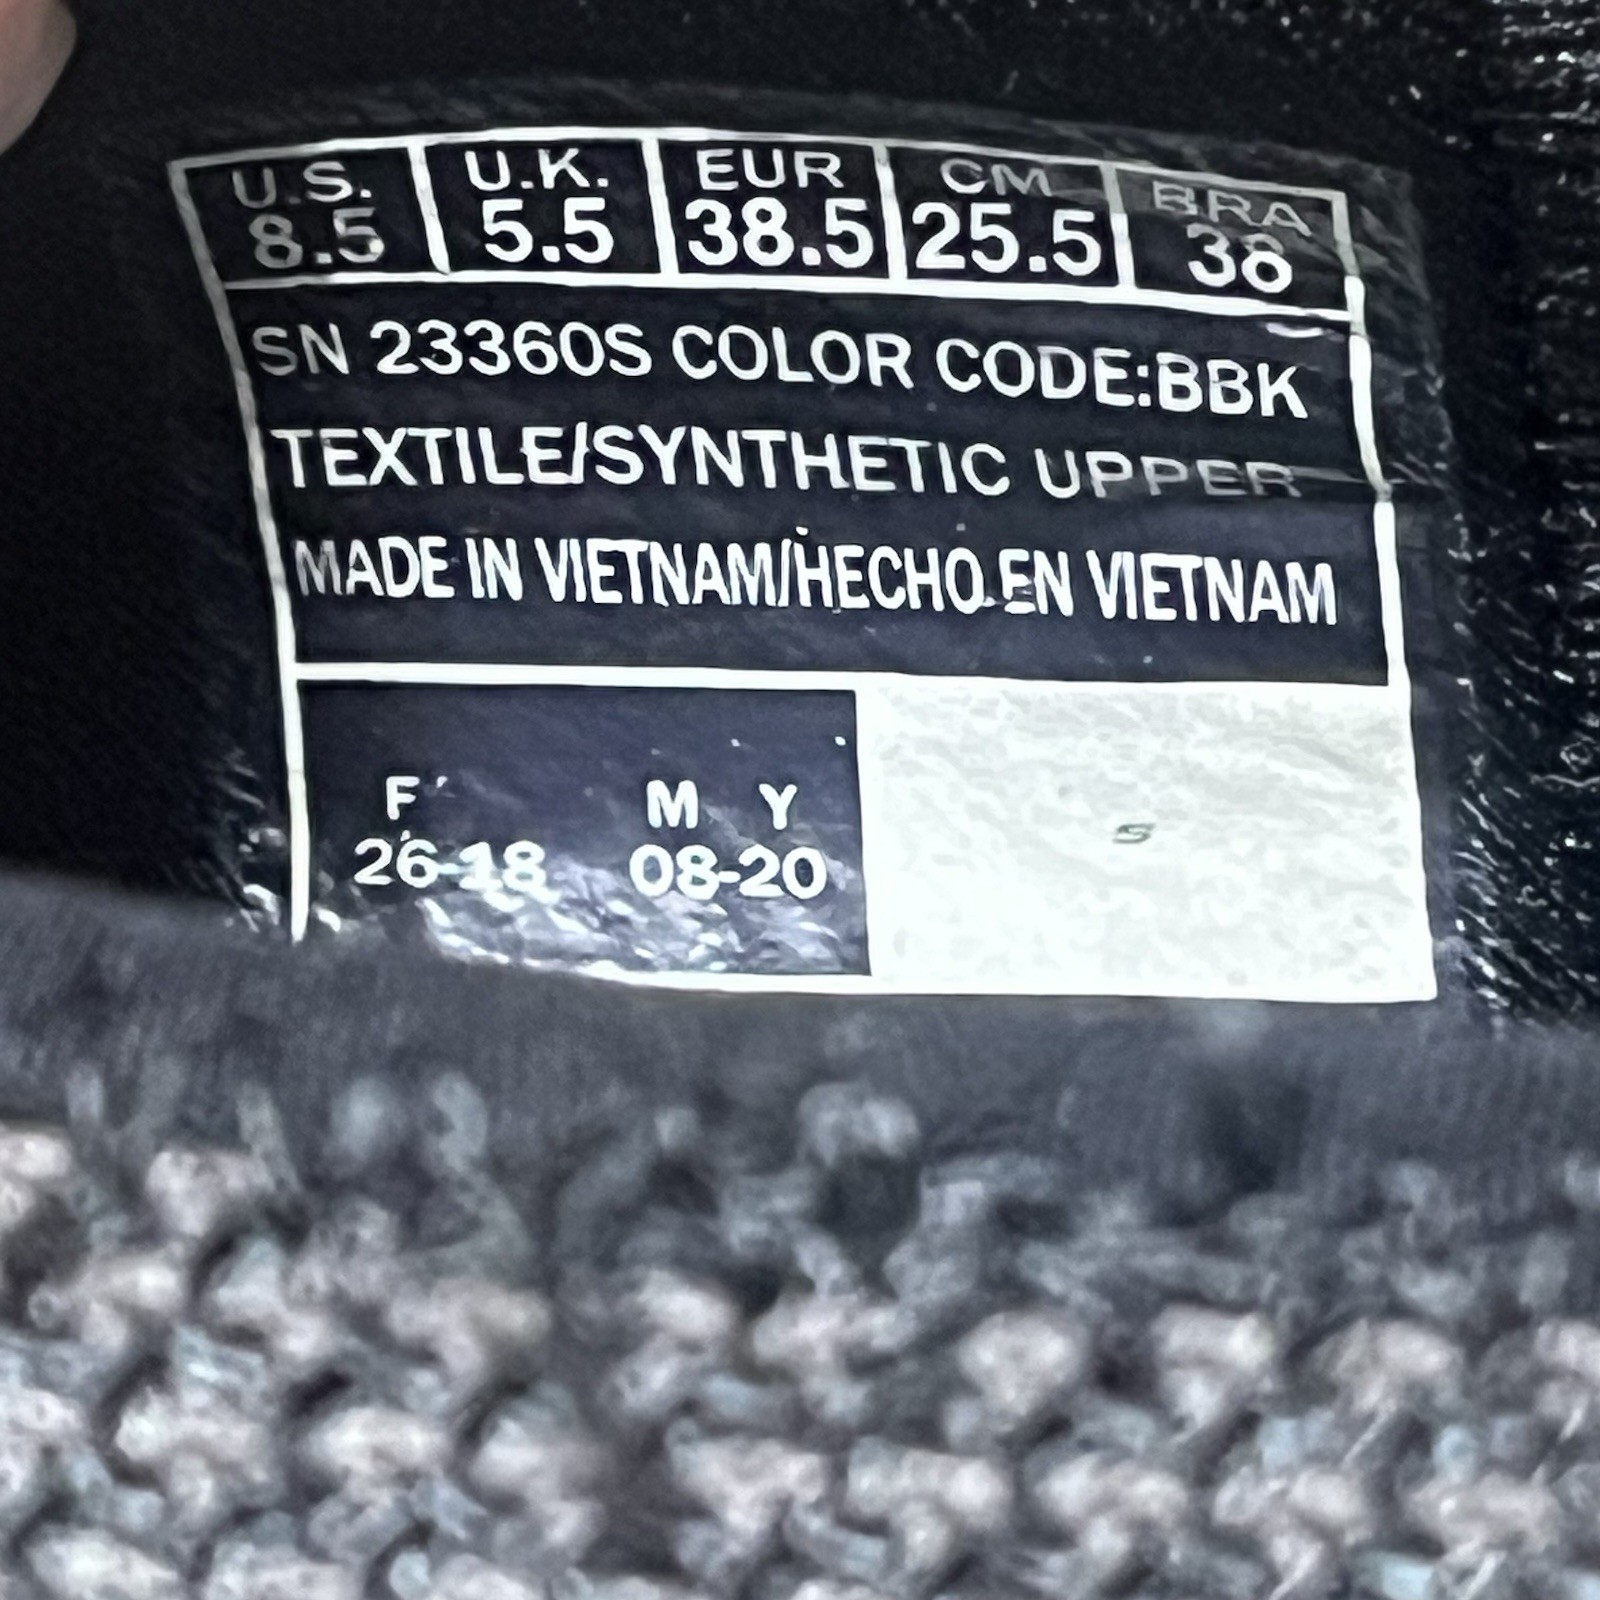 U.S. U.K. EUR CM BRA
8.5 5.5 38.5 25.5 38
SN 23360S COLOR CODE:BBK
TEXTILE/SYNTHETIC UPPER
MADE IN VIETNAM/HECHO EN VIETNAM
F M Y
26-18 08-20
S